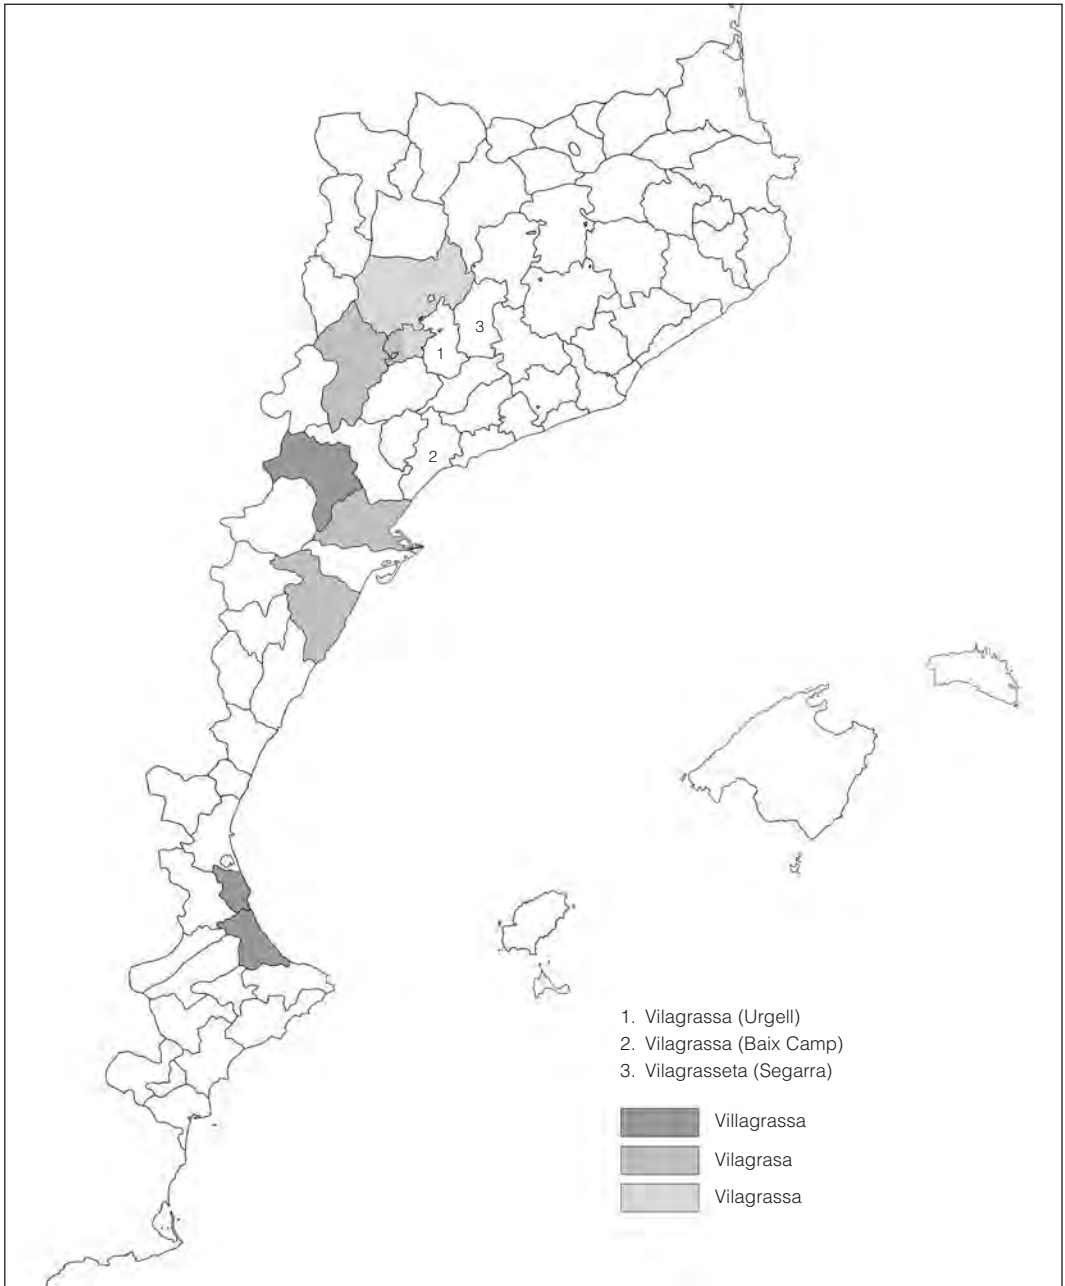 3
1
2
1. Vilagrassa (Urgell)
2. Vilagrassa (Baix Camp)
3. Vilagrasseta (Segarra)
Villagrassa
Vilagrasa
Vilagrassa